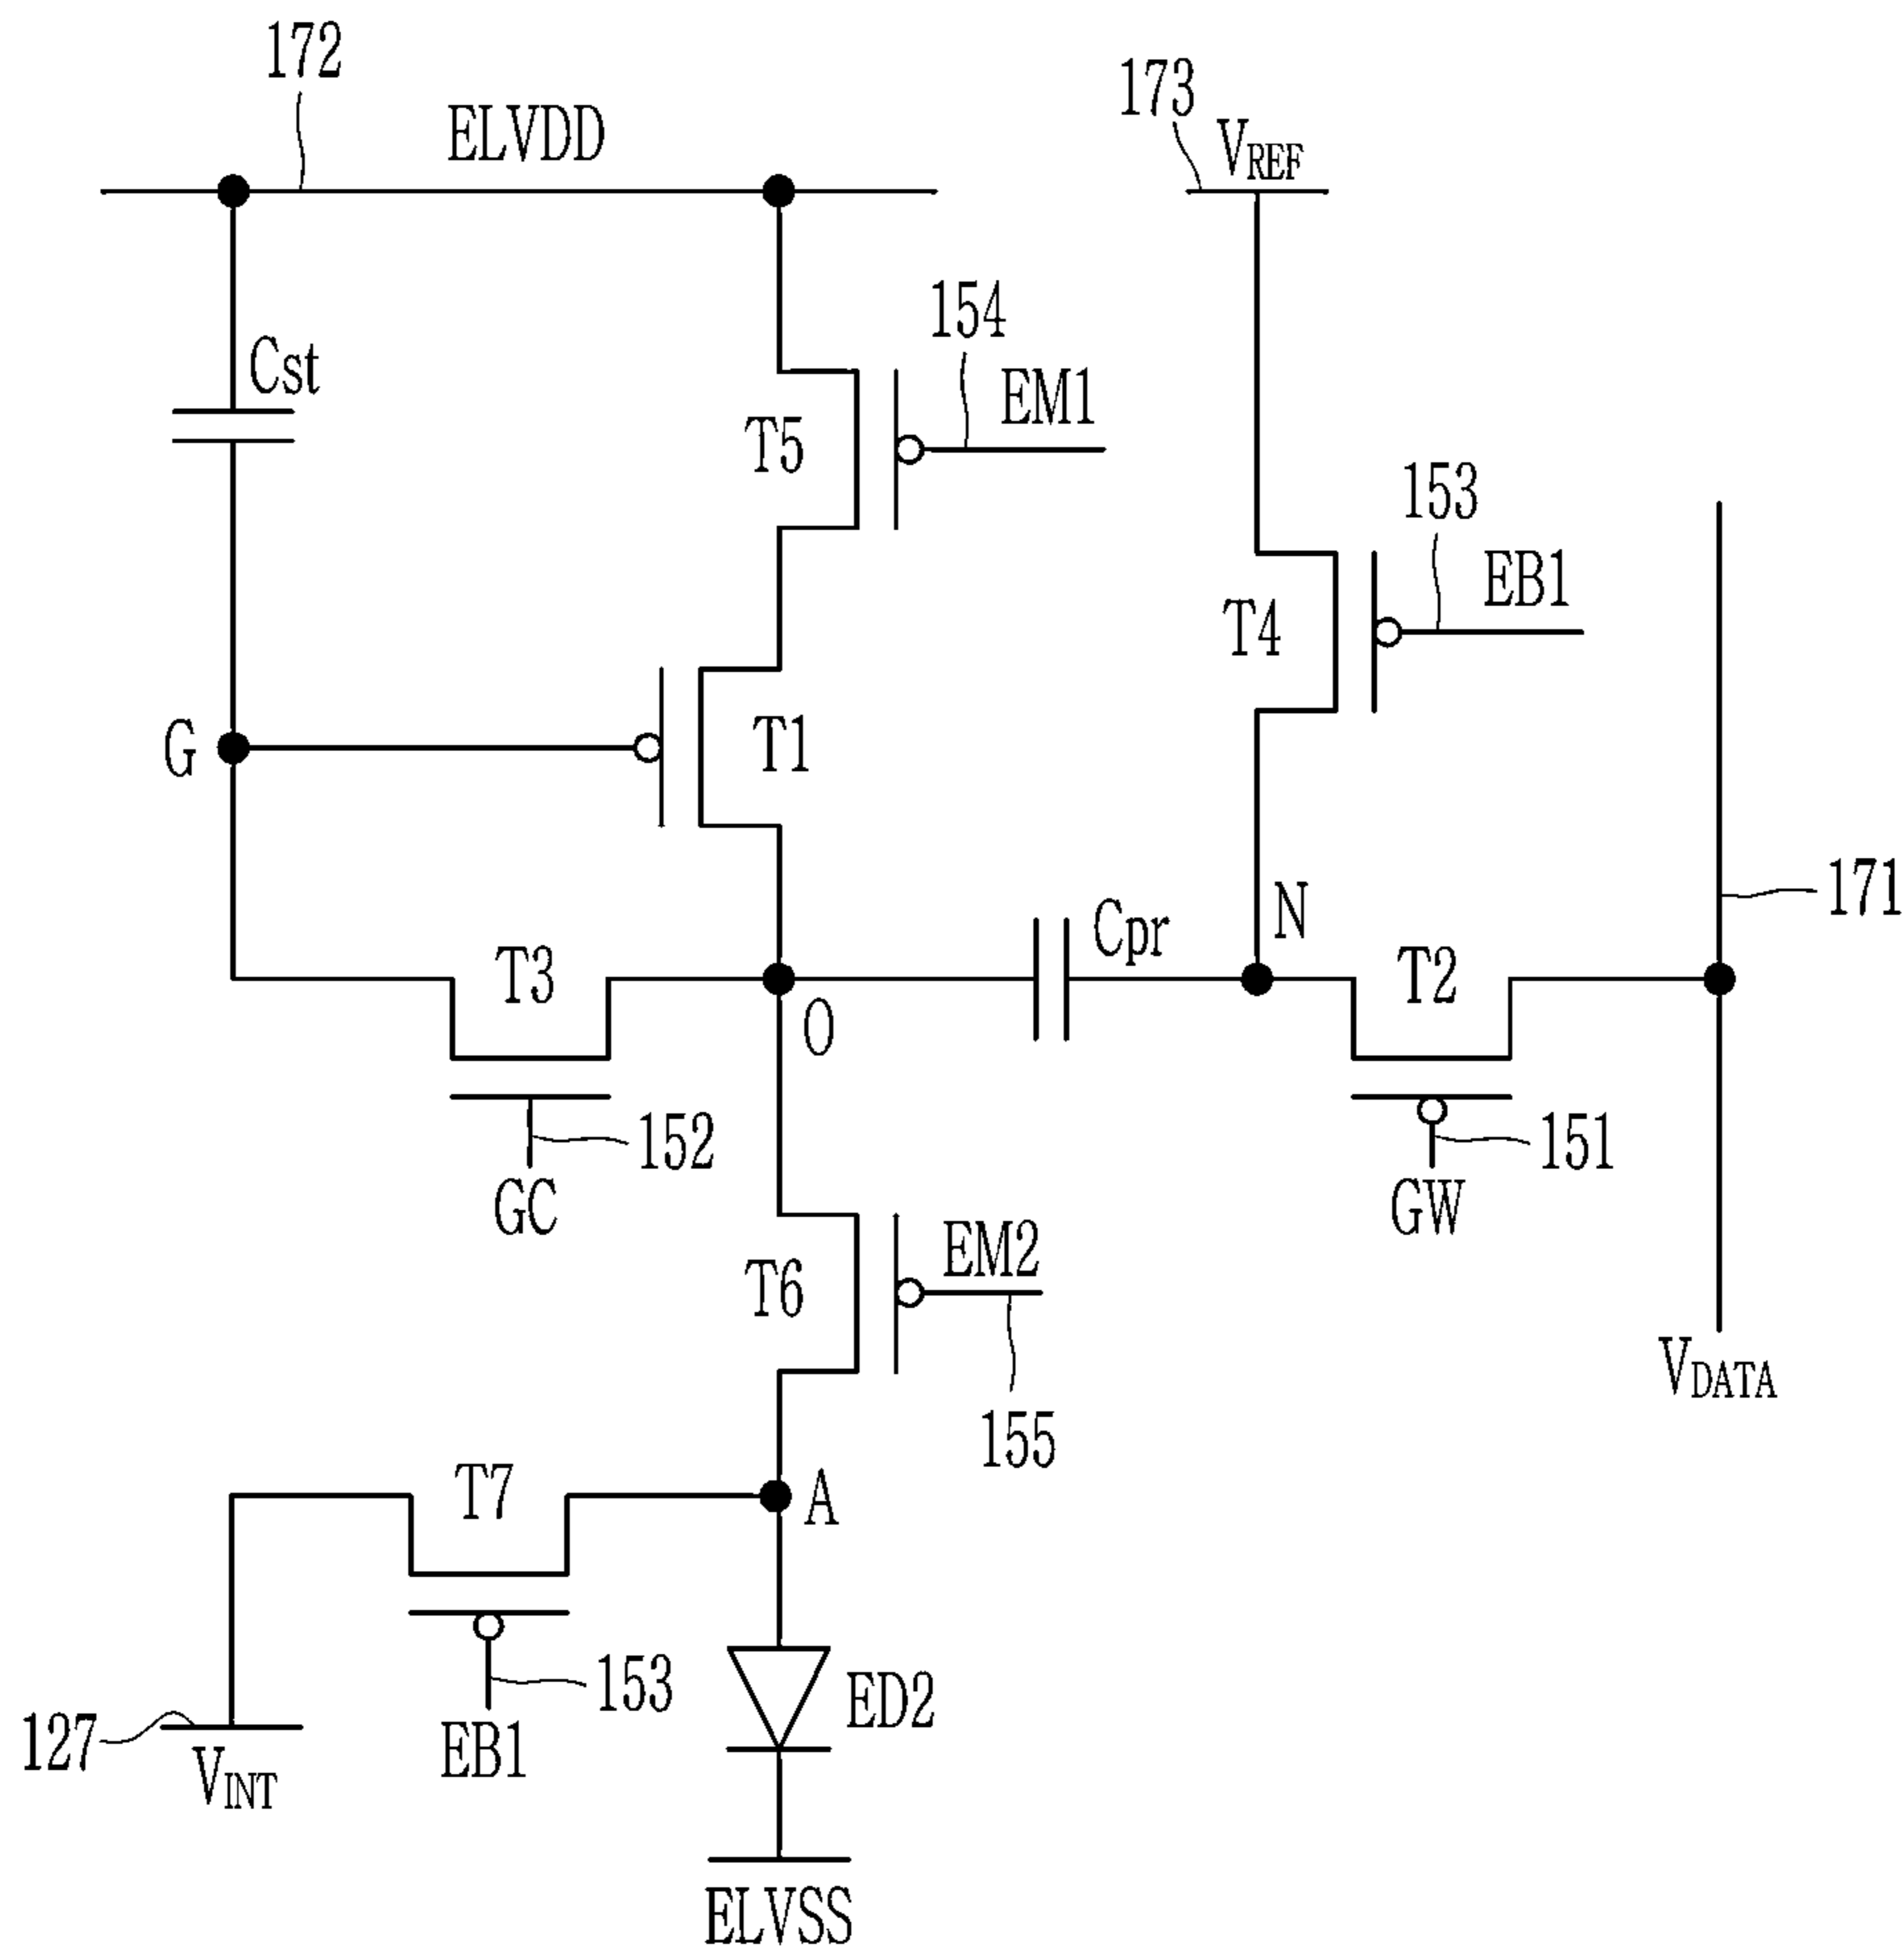 172
ELVDD
173
VREF
Cst
154
EM1
T5
153
EB1
T4
G
T1
171
N
Cpr
T3
T2
O
152
GC
151
GW
EM2
T6
155
VDATA
T7
A
153
EB1
ED2
127
VINT
ELVSS